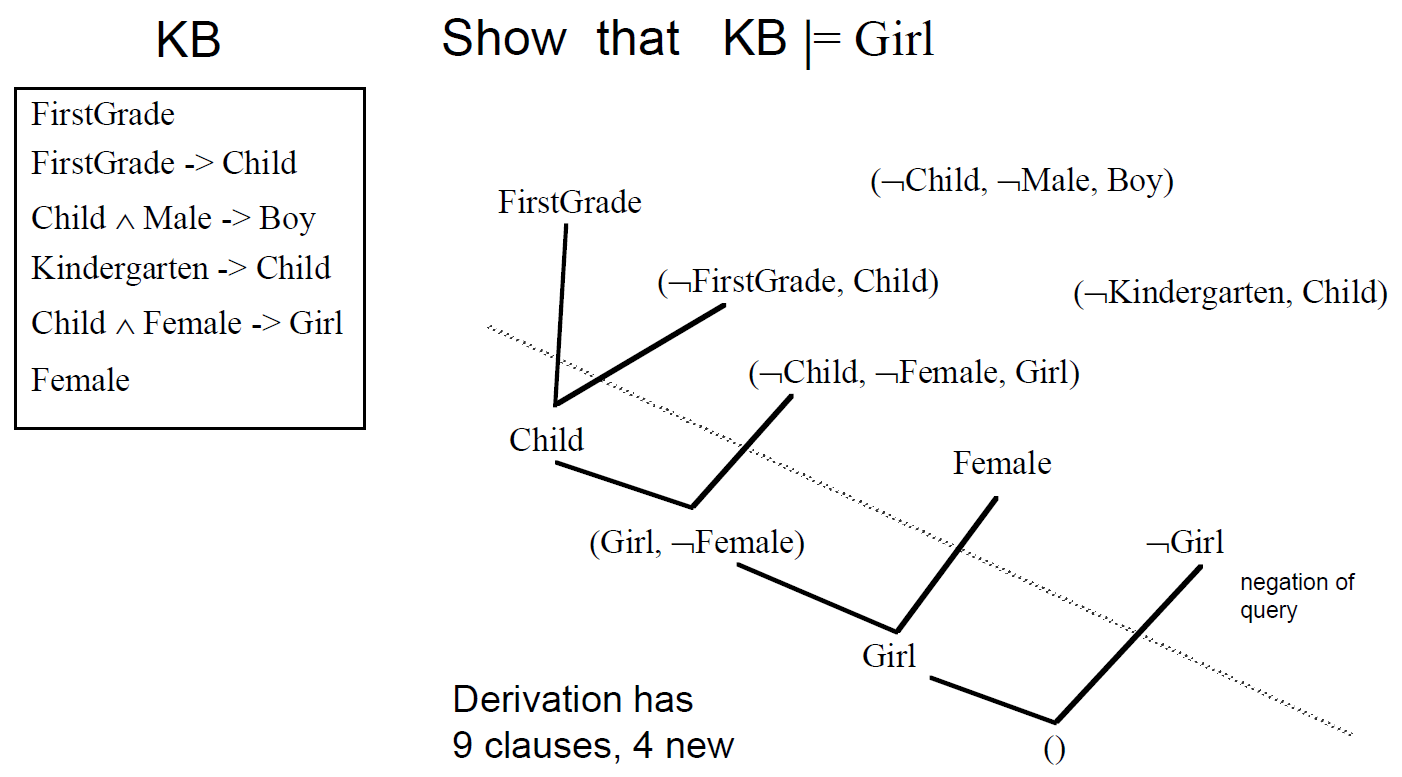 KB
Show that KB |= Girl
FirstGrade
FirstGrade -> Child
Child ∧ Male -> Boy
Kindergarten -> Child
Child ∧ Female -> Girl
Female
(¬Child, ¬Male, Boy)
FirstGrade
(¬FirstGrade, Child)
(¬Kindergarten, Child)
(¬Child, ¬Female, Girl)
Child
Female
(Girl, ¬Female)
¬Girl
negation of
query
Girl
Derivation has
9 clauses, 4 new
()